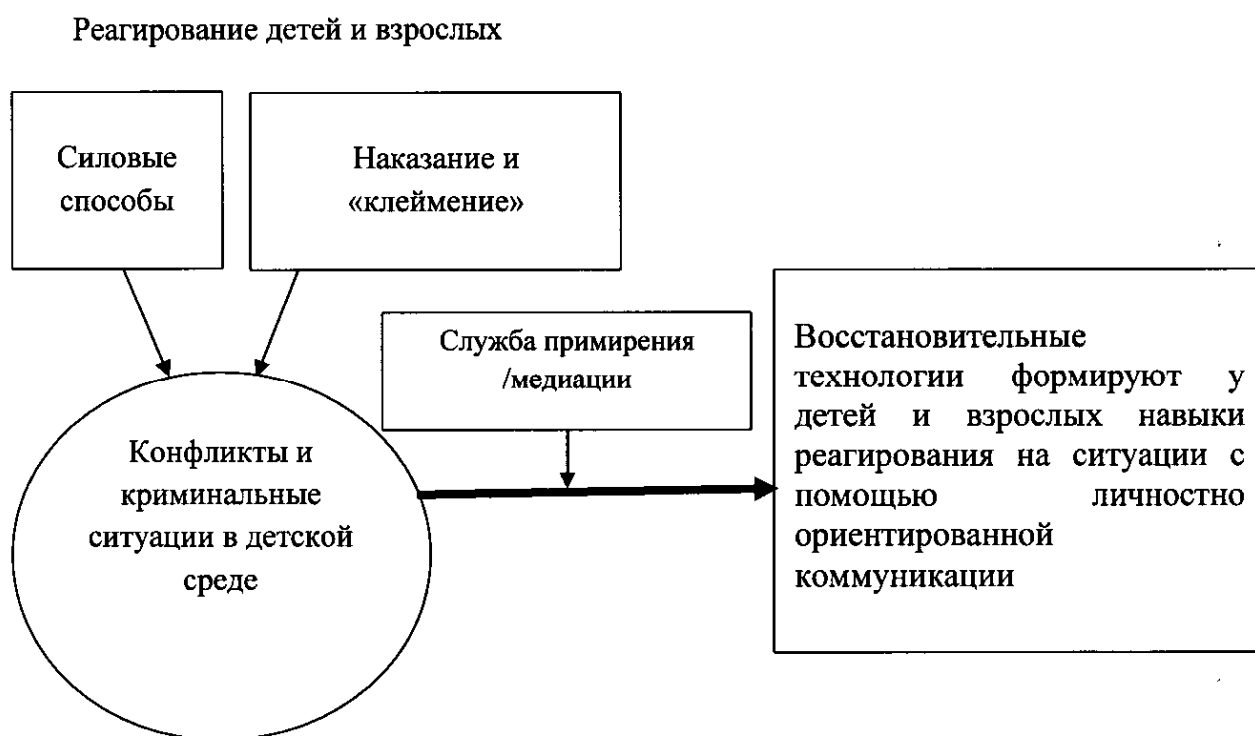 Реагирование детей и взрослых
Силовые
способы
Наказание и
«клеймение»
Служба примирения
/медиации
Конфликты и
криминальные
ситуации в детской
среде
Восстановительные
технологии формируют у
детей и взрослых навыки
реагирования на ситуации с
помощью личностно
ориентированной
коммуникации